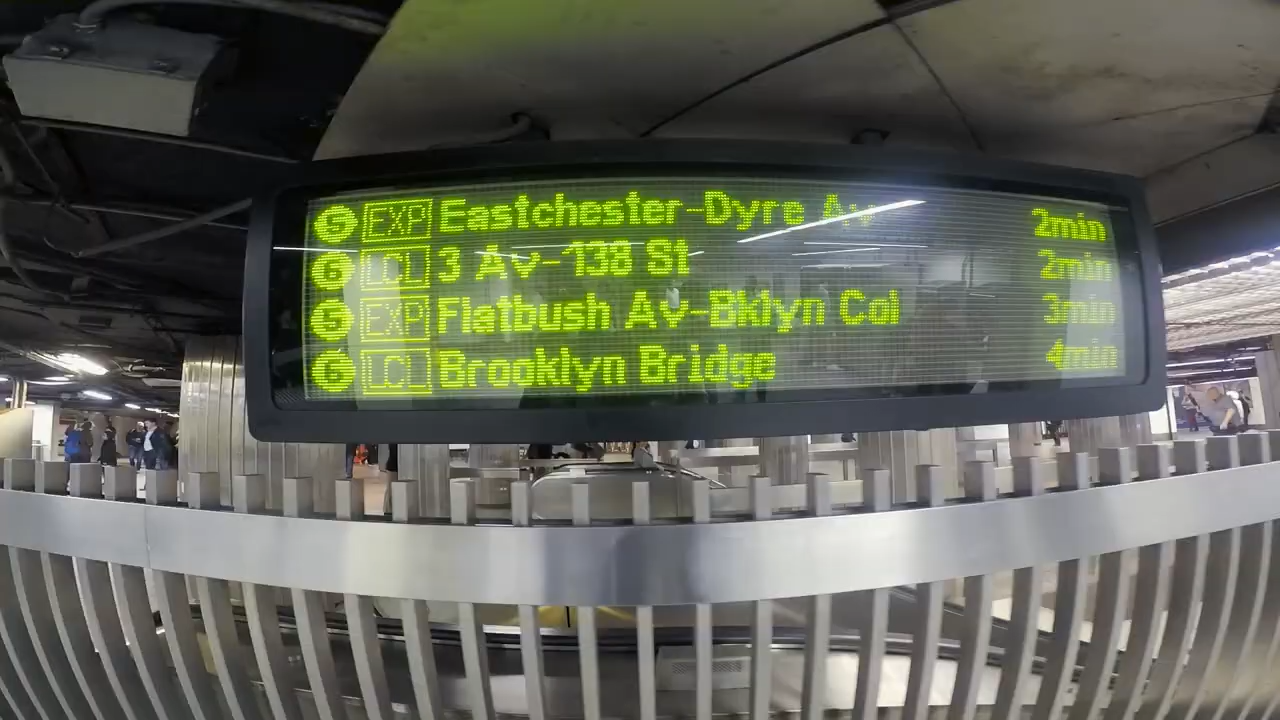 5 EXP Eastchester-Dyre Av 2min
6 LCL 3 Av-138 St 2min
5 EXP Flatbush Av-Bklyn Col 3min
6 LCL Brooklyn Bridge 4min